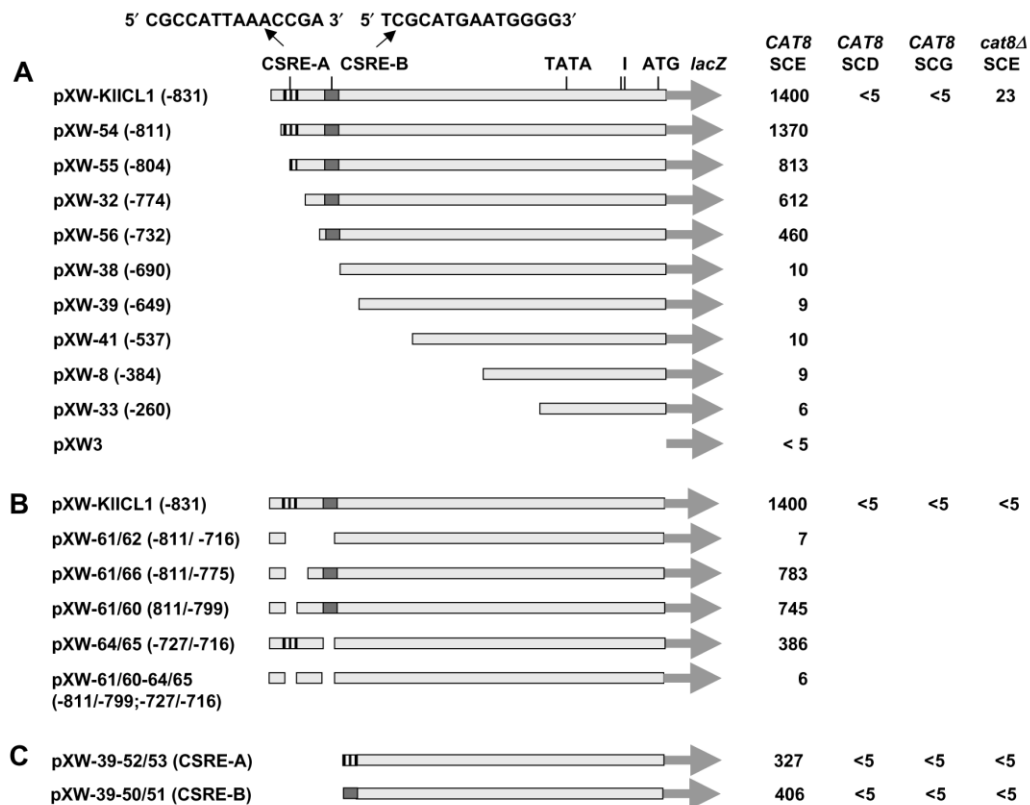 5′ CGCCATTAAACCGA 3′ 5′ TCGCATGAATGGGG3′
A CSRE-A CSRE-B TATA I ATG lacZ CAT8 SCE CAT8 SCD CAT8 SCG cat8Δ SCE
pXW-KlICL1 (-831) 1400 <5 <5 23
pXW-54 (-811) 1370
pXW-55 (-804) 813
pXW-32 (-774) 612
pXW-56 (-732) 460
pXW-38 (-690) 10
pXW-39 (-649) 9
pXW-41 (-537) 10
pXW-8 (-384) 9
pXW-33 (-260) 6
pXW3 < 5
B pXW-KlICL1 (-831) 1400 <5 <5 <5
pXW-61/62 (-811/ -716) 7
pXW-61/66 (-811/-775) 783
pXW-61/60 (811/-799) 745
pXW-64/65 (-727/-716) 386
pXW-61/60-64/65 6
(-811/-799;-727/-716)
C pXW-39-52/53 (CSRE-A) 327 <5 <5 <5
pXW-39-50/51 (CSRE-B) 406 <5 <5 <5